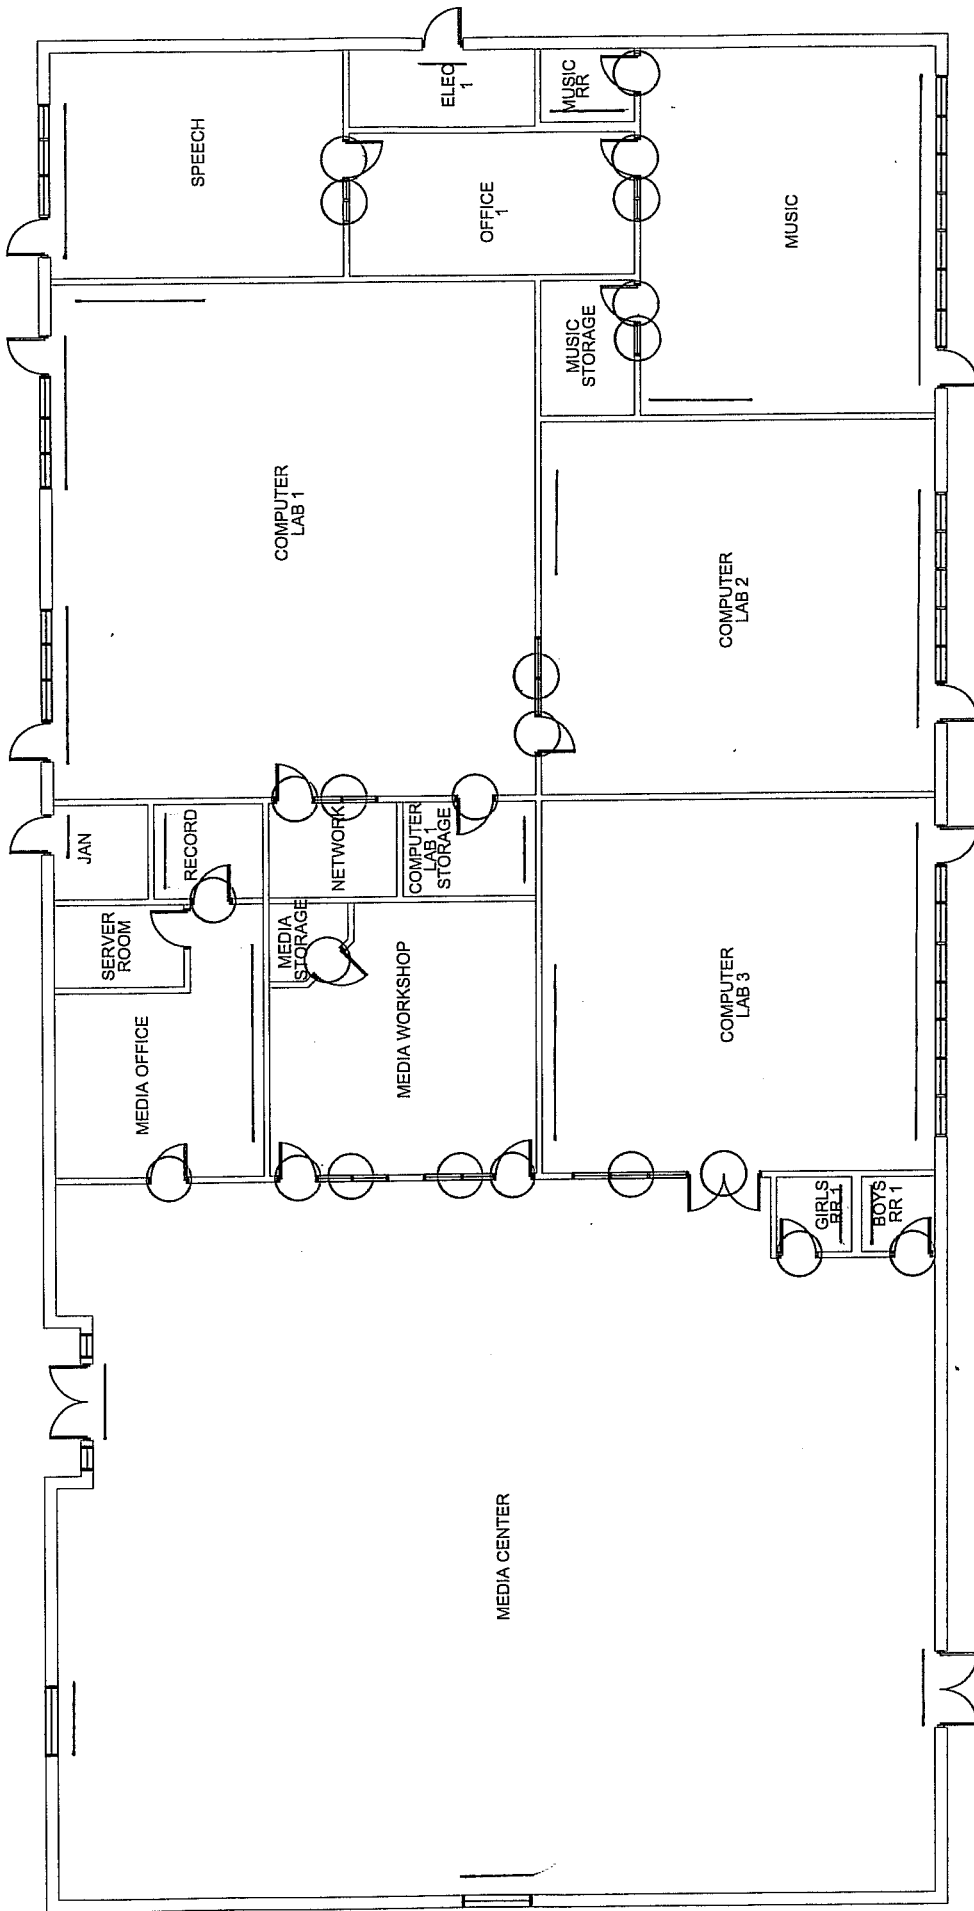 MEDIA CENTER
MEDIA OFFICE
SERVER
ROOM
JAN
RECORD
MEDIA
STORAGE
NETWORK
MEDIA WORKSHOP
COMPUTER
LAB 1
STORAGE
COMPUTER
LAB 1
SPEECH
ELEC
1
OFFICE
1
MUSIC
RR
MUSIC
STORAGE
MUSIC
COMPUTER
LAB 2
COMPUTER
LAB 3
GIRLS
RR 1
BOYS
RR 1